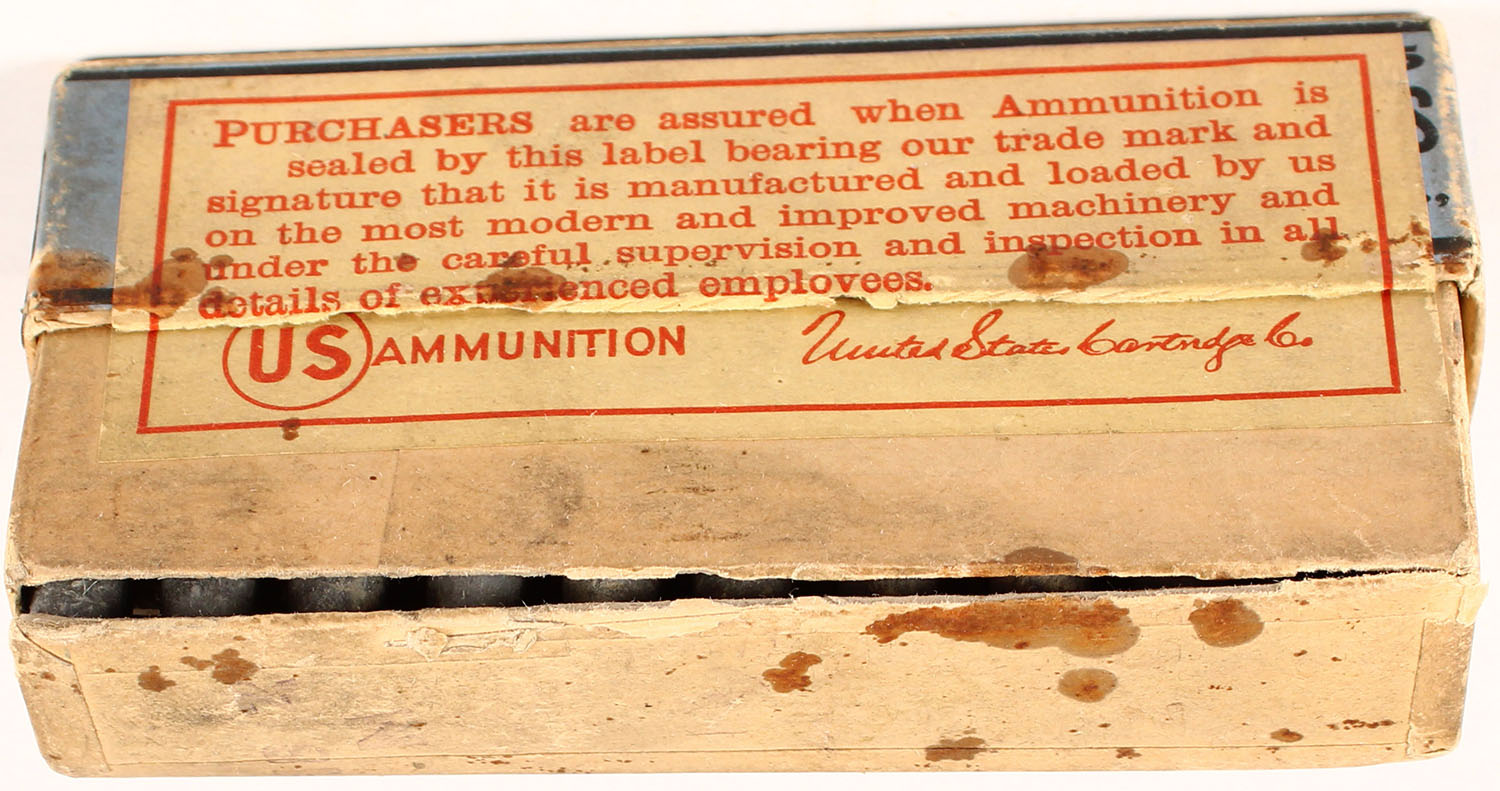 PURCHASERS are assured when Ammunition is
sealed by this label bearing our trade mark and
signature that it is manufactured and loaded by us
on the most modern and improved machinery and
under the careful supervision and inspection in all
details of experienced employees.
US AMMUNITION United States Cartridge Co.